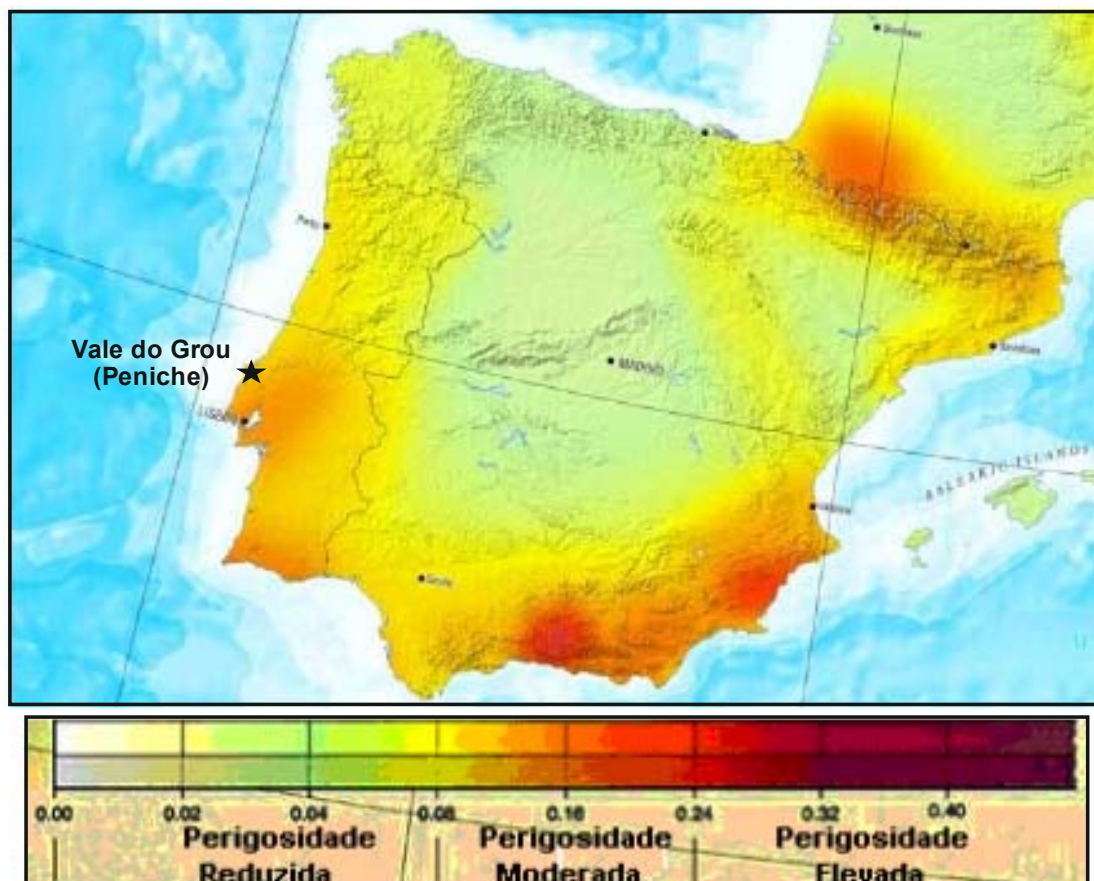 Porto
Vale do Grou
(Peniche)
LISBON
MADRID
BALEARIC ISLANDS
0.00 0.02 0.04 0.08 0.16 0.24 0.32 0.40
Perigosidade Perigosidade Perigosidade
Reduzida Moderada Elevada